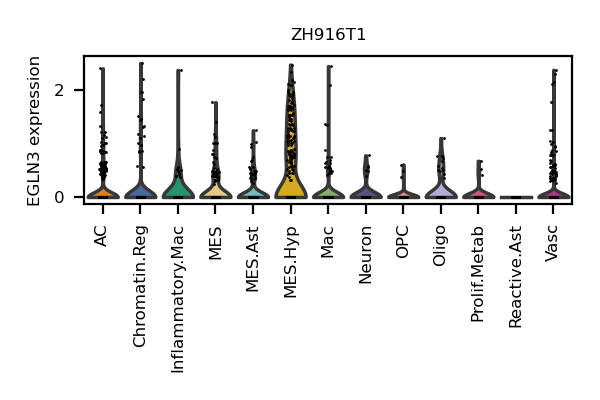 ZH916T1
EGLN3 expression
2
0
AC
Chromatin.Reg
Inflammatory.Mac
MES
MES.Ast
MES.Hyp
Mac
Neuron
OPC
Oligo
Prolif.Metab
Reactive.Ast
Vasc